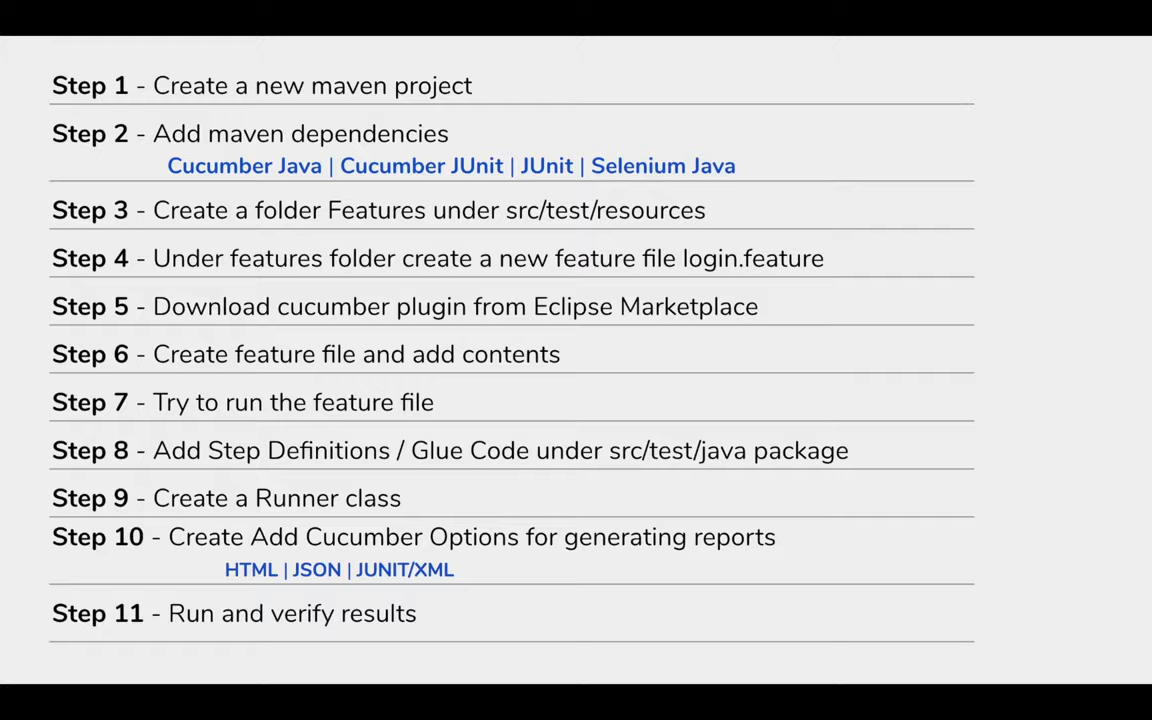 Step 1 - Create a new maven project
Step 2 - Add maven dependencies
Cucumber Java | Cucumber JUnit | JUnit | Selenium Java
Step 3 - Create a folder Features under src/test/resources
Step 4 - Under features folder create a new feature file login.feature
Step 5 - Download cucumber plugin from Eclipse Marketplace
Step 6 - Create feature file and add contents
Step 7 - Try to run the feature file
Step 8 - Add Step Definitions / Glue Code under src/test/java package
Step 9 - Create a Runner class
Step 10 - Create Add Cucumber Options for generating reports
HTML | JSON | JUNIT/XML
Step 11 - Run and verify results